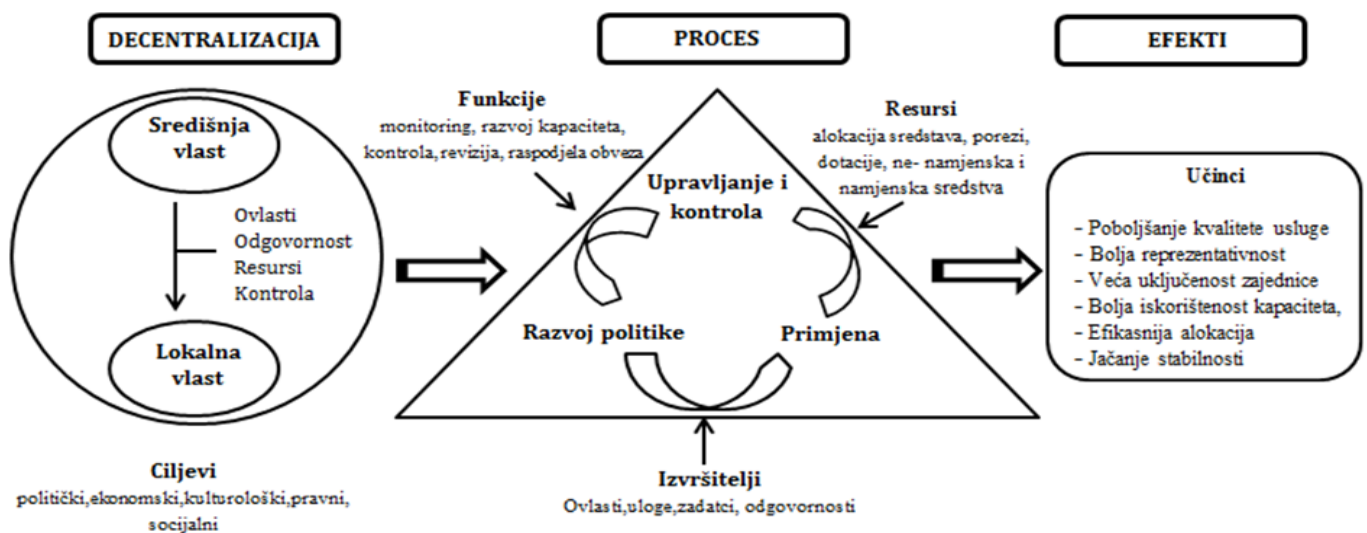 DECENTRALIZACIJA
Središnja
vlast
Ovlasti
Odgovornost
Resursi
Kontrola
Lokalna
vlast
Ciljevi
politički,ekonomski,kulturološki,pravni,
socijalni
PROCES
Funkcije
monitoring, razvoj kapaciteta,
kontrola, revizija, raspodjela obveza
Resursi
alokacija sredstava, porezi,
dotacije, ne- namjenska i
namjenska sredstva
Upravljanje i
kontrola
Razvoj politike
Primjena
Izvršitelji
Ovlasti,uloge,zadatci, odgovornosti
EFEKTI
Učinci
- Poboljšanje kvalitete usluge
- Bolja reprezentativnost
- Veća uključenost zajednice
- Bolja iskorištenost kapaciteta,
- Efikasnija alokacija
- Jačanje stabilnosti